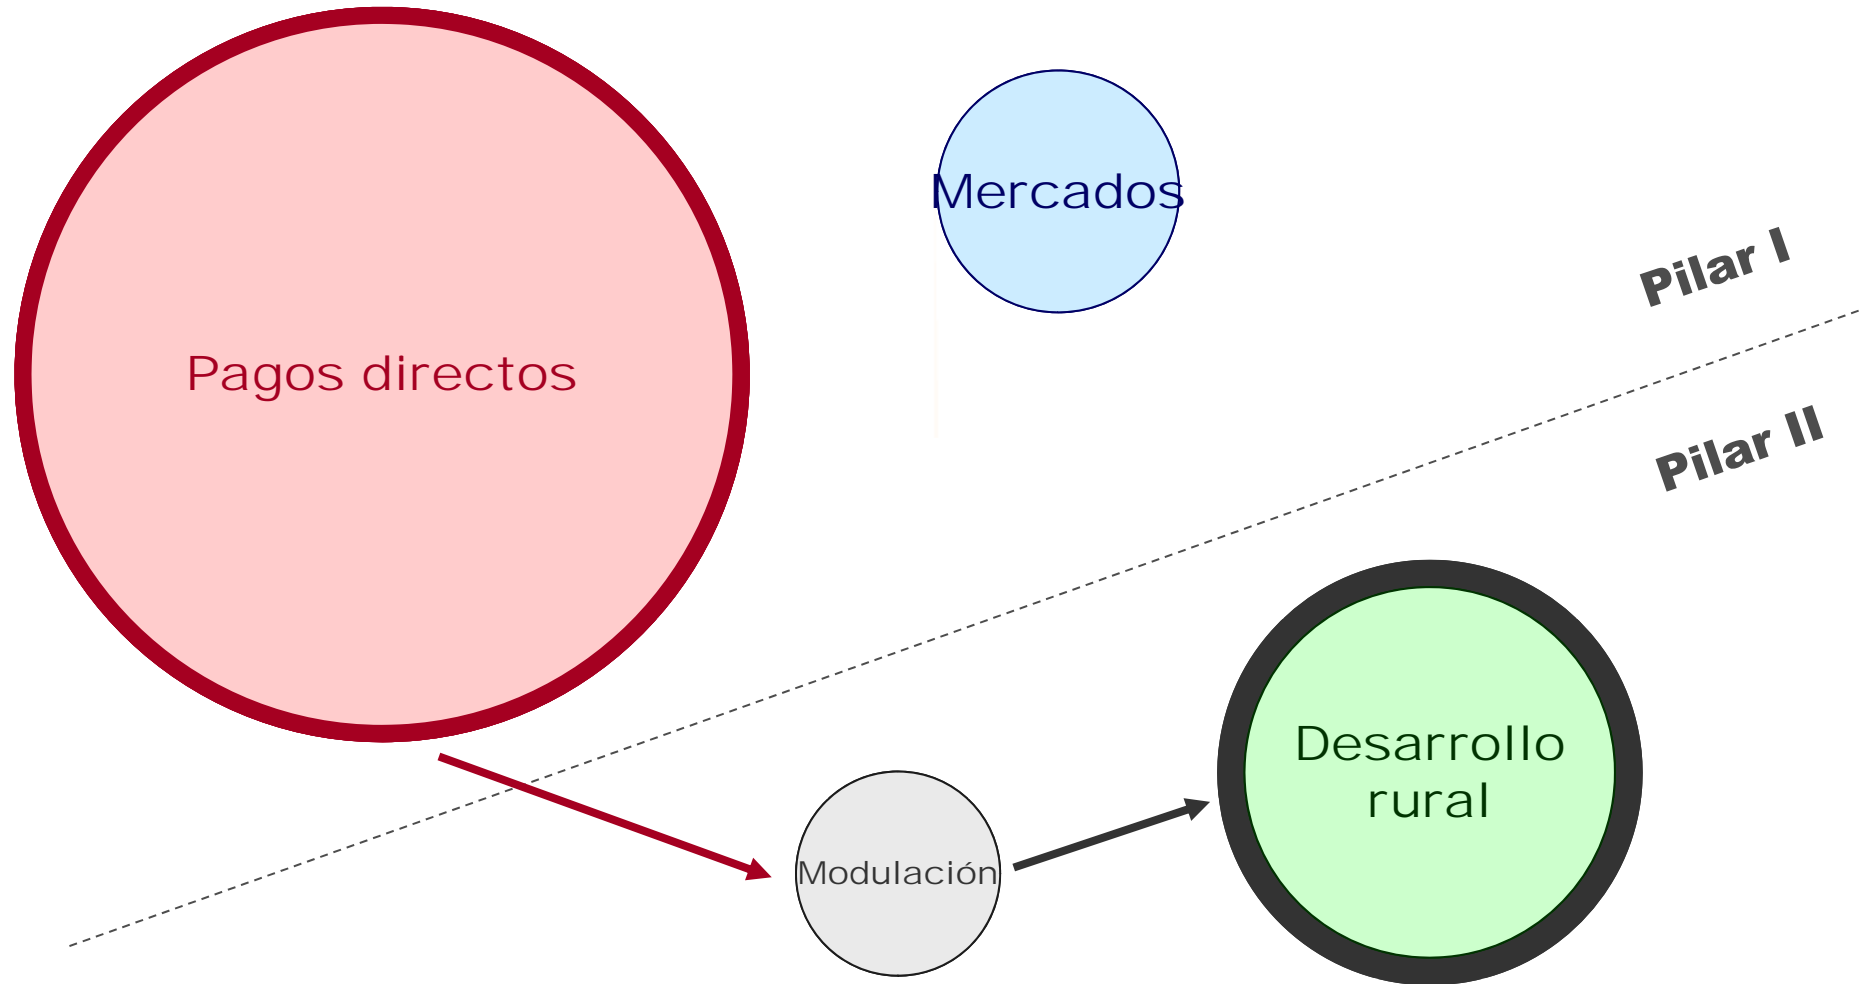 Mercados
Pilar I
Pagos directos
Pilar II
Desarrollo
rural
Modulación